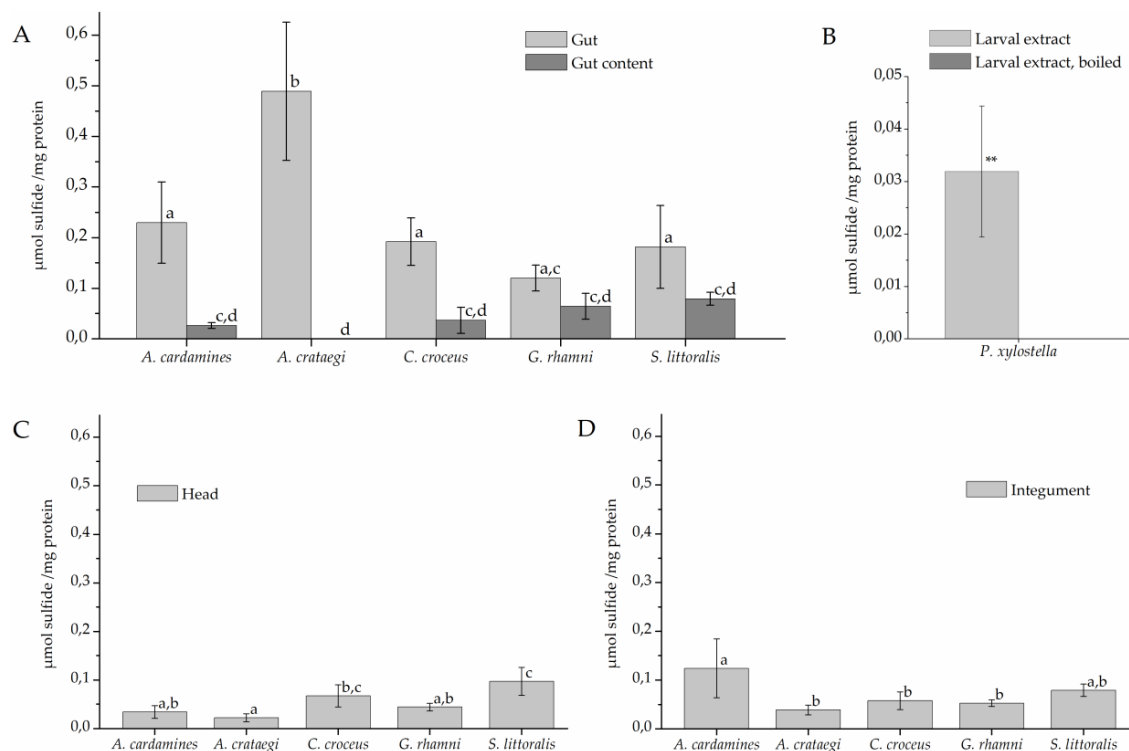 A
Gut
Gut content
µmol sulfide /mg protein
0,6
0,5
0,4
0,3
0,2
0,1
0,0
a
c,d
b
d
a
c,d
a,c
c,d
a
c,d
A. cardamines
A. crataegi
C. croceus
G. rhamni
S. littoralis
B
Larval extract
Larval extract, boiled
µmol sulfide /mg protein
0,05
0,04
0,03
0,02
0,01
0,00
**
P. xylostella
C
Head
µmol sulfide /mg protein
0,6
0,5
0,4
0,3
0,2
0,1
0,0
a,b
a
b,c
a,b
c
A. cardamines
A. crataegi
C. croceus
G. rhamni
S. littoralis
D
Integument
µmol sulfide /mg protein
0,6
0,5
0,4
0,3
0,2
0,1
0,0
a
b
b
b
a,b
A. cardamines
A. crataegi
C. croceus
G. rhamni
S. littoralis